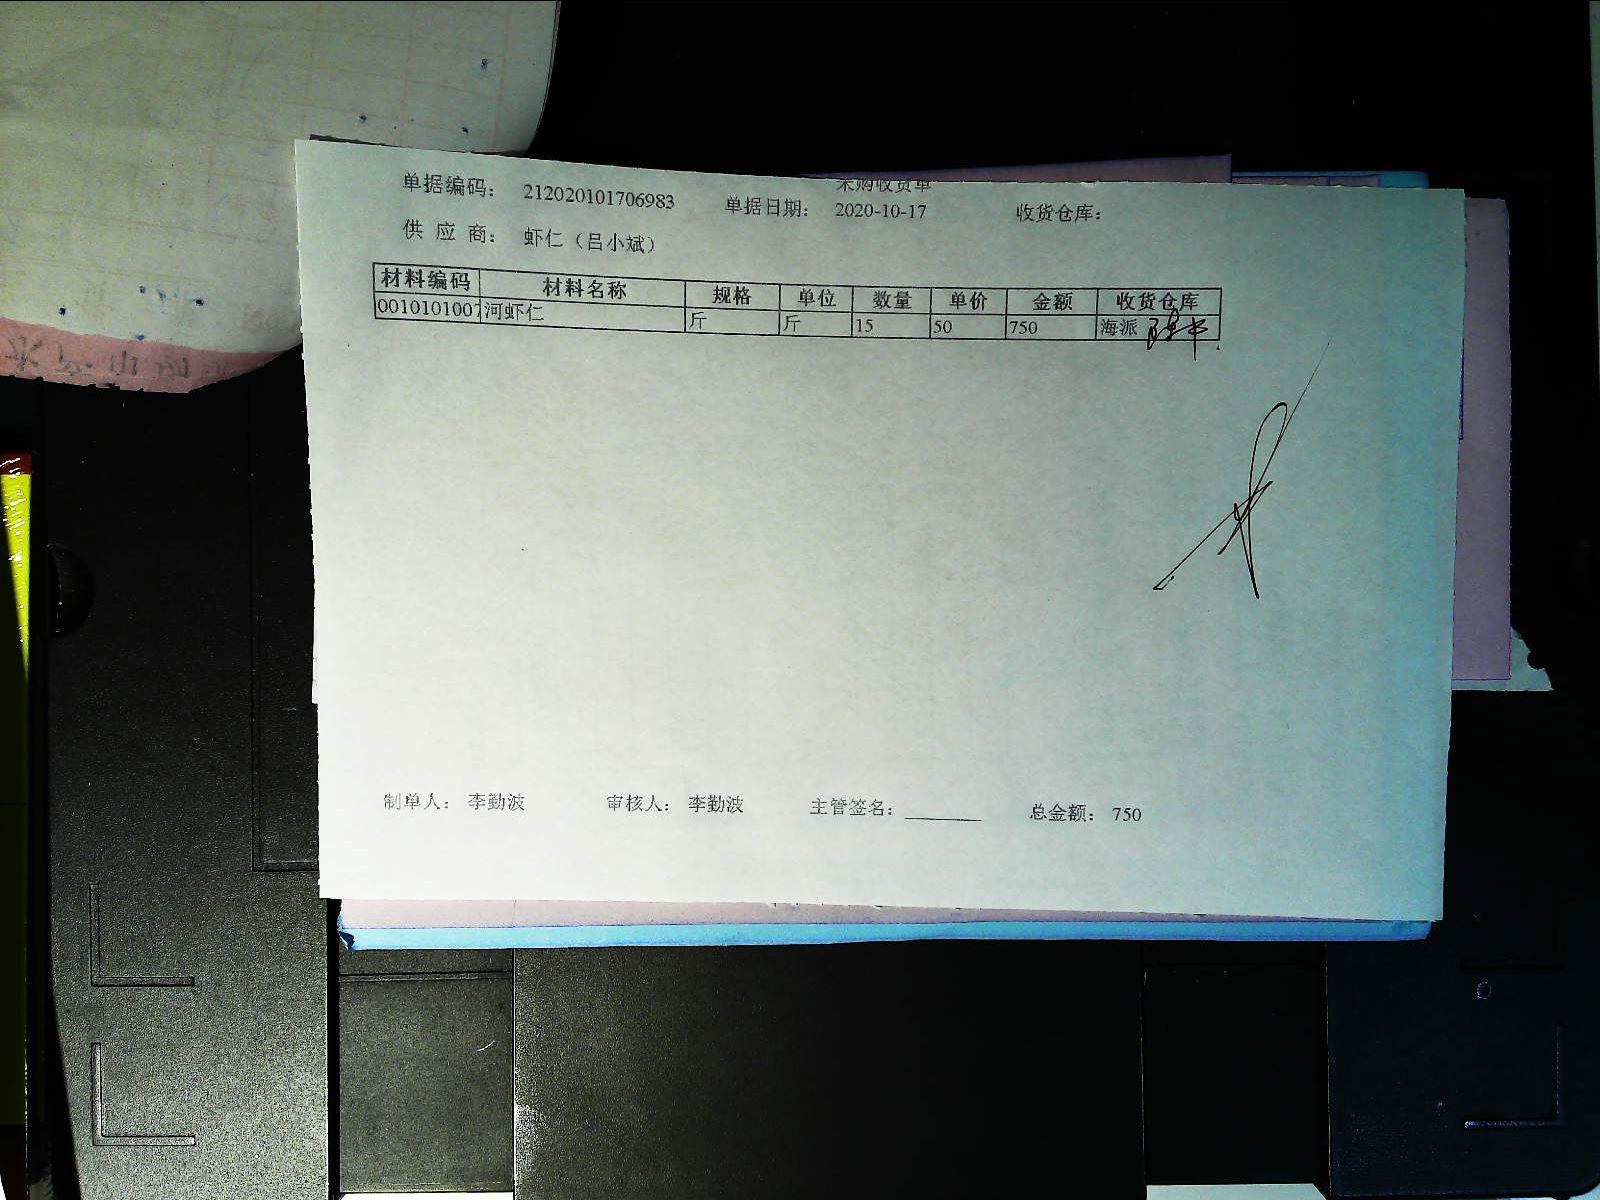 采购收货单
单据编码： 212020101706983 单据日期： 2020-10-17 收货仓库：
供 应 商： 虾仁（吕小斌）
材料编码 材料名称 规格 单位 数量 单价 金额 收货仓库
0010101007 河虾仁 斤 斤 15 50 750 海派
制单人： 李勤波 审核人： 李勤波 主管签名： 总金额： 750